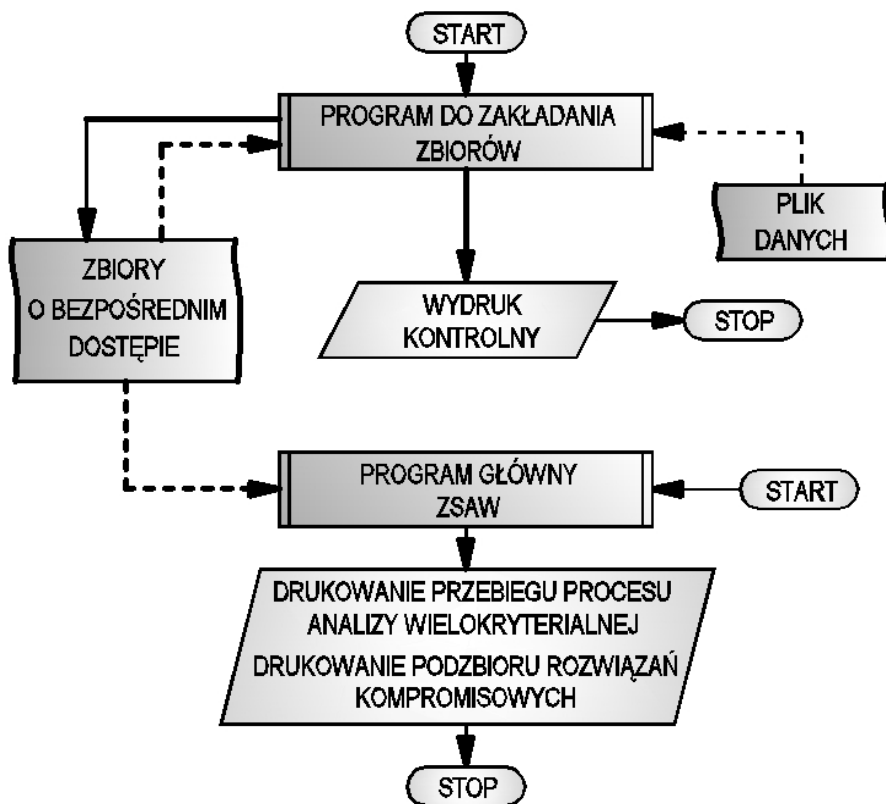 START
PROGRAM DO ZAKŁADANIA
ZBIORÓW
PLIK
DANYCH
ZBIORY
O BEZPOŚREDNIM
DOSTĘPIE
WYDRUK
KONTROLNY
STOP
PROGRAM GŁÓWNY
ZSAW
START
DRUKOWANIE PRZEBIEGU PROCESU
ANALIZY WIELOKRYTERIALNEJ
DRUKOWANIE PODZBIORU ROZWIĄZAŃ
KOMPROMISOWYCH
STOP